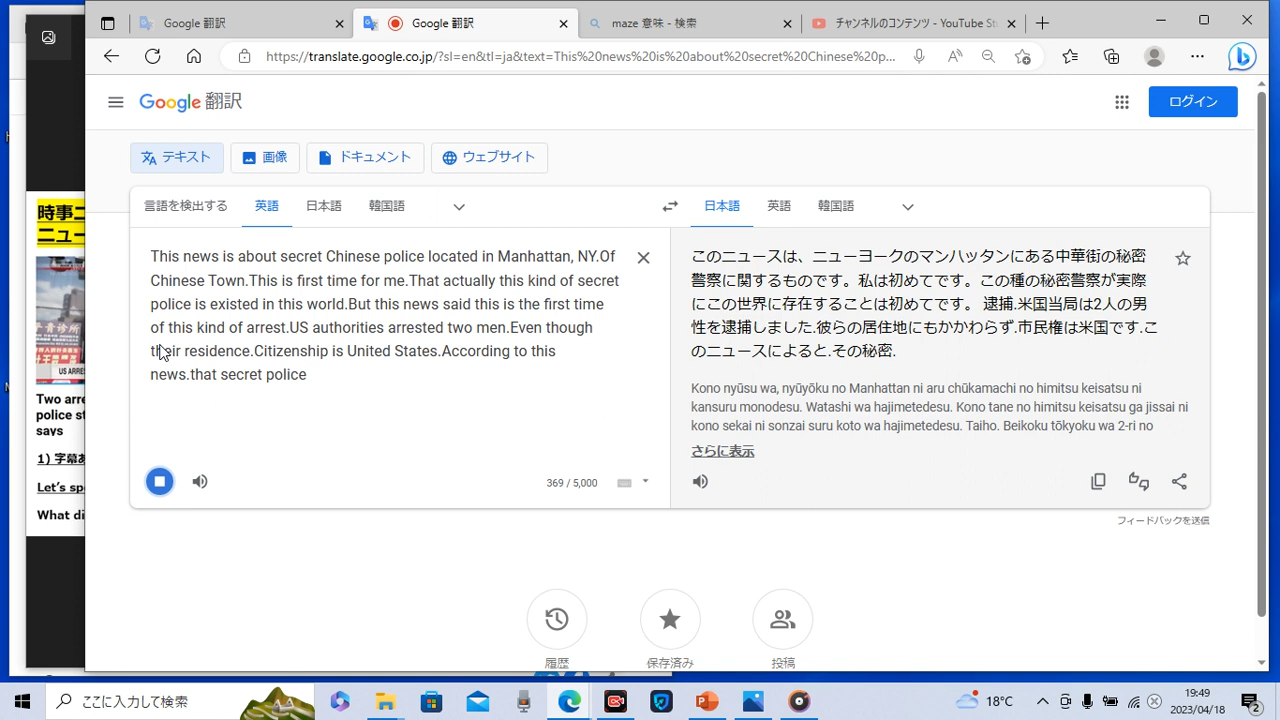 Google 翻訳
Google 翻訳
maze 意味 - 検索
チャンネルのコンテンツ - YouTube St
https://translate.google.co.jp/?sl=en&tl=ja&text=This%20news%20is%20about%20secret%20Chinese%20p...
Google 翻訳
ログイン
テキスト
画像
ドキュメント
ウェブサイト
言語を検出する
英語
日本語
韓国語
日本語
英語
韓国語
This news is about secret Chinese police located in Manhattan, NY.Of
Chinese Town.This is first time for me.That actually this kind of secret
police is existed in this world.But this news said this is the first time
of this kind of arrest.US authorities arrested two men.Even though
their residence.Citizenship is United States.According to this
news.that secret police
369 / 5,000
このニュースは、ニューヨークのマンハッタンにある中華街の秘密
警察に関するものです。私は初めてです。この種の秘密警察が実際
にこの世界に存在することは初めてです。 逮捕.米国当局は2人の男
性を逮捕しました.彼らの居住地にもかかわらず.市民権は米国です.こ
のニュースによると.その秘密.
Kono nyūsu wa, nyūyōku no Manhattan ni aru chūkamachi no himitsu keisatsu ni
kansuru monodesu. Watashi wa hajimetedesu. Kono tane no himitsu keisatsu ga jissai ni
kono sekai ni sonzai suru koto wa hajimetedesu. Taiho. Beikoku tōkyoku wa 2-ri no
さらに表示
フィードバックを送信
履歴
保存済み
投稿
時事ニ
ニュー
US ARRES
Two arre
police st
says
1) 字幕あ
Let's spe
What di
ここに入力して検索
18°C
19:49
2023/04/18
2